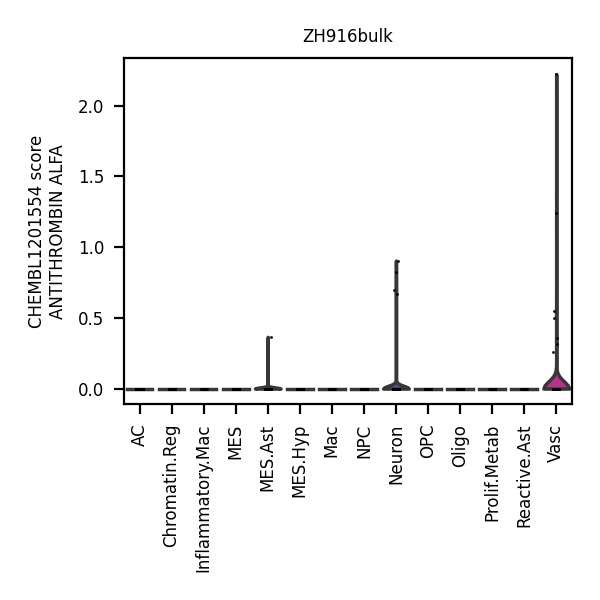 ZH916bulk
CHEMBL1201554 score
ANTITHROMBIN ALFA
2.0
1.5
1.0
0.5
0.0
AC
Chromatin.Reg
Inflammatory.Mac
MES
MES.Ast
MES.Hyp
Mac
NPC
Neuron
OPC
Oligo
Prolif.Metab
Reactive.Ast
Vasc